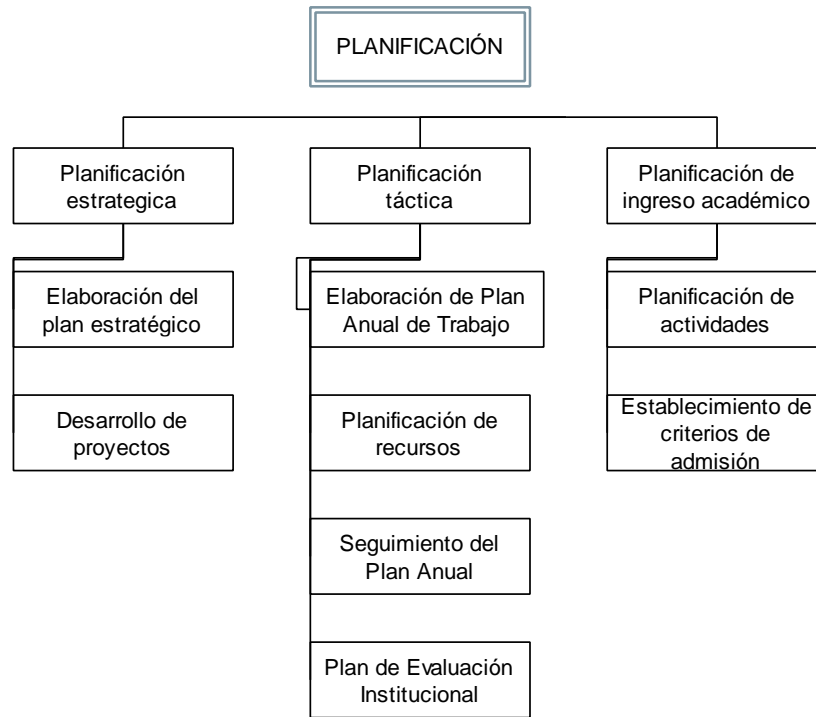 PLANIFICACIÓN
Planificación
estrategica
Planificación
táctica
Planificación de
ingreso académico
Elaboración del
plan estratégico
Elaboración de Plan
Anual de Trabajo
Planificación de
actividades
Desarrollo de
proyectos
Planificación de
recursos
Establecimiento de
criterios de
admisión
Seguimiento del
Plan Anual
Plan de Evaluación
Institucional